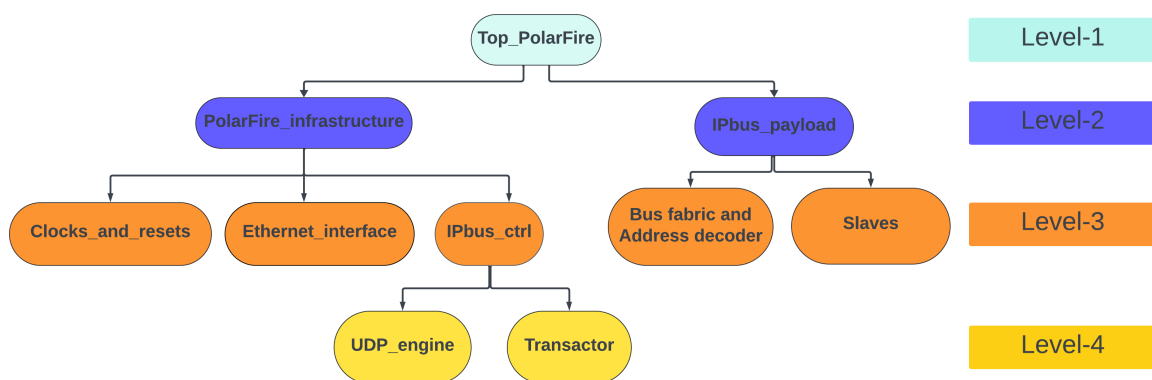 Top_PolarFire
Level-1
PolarFire_infrastructure
IPbus_payload
Level-2
Clocks_and_resets
Ethernet_interface
IPbus_ctrl
Bus fabric and
Address decoder
Slaves
Level-3
UDP_engine
Transactor
Level-4